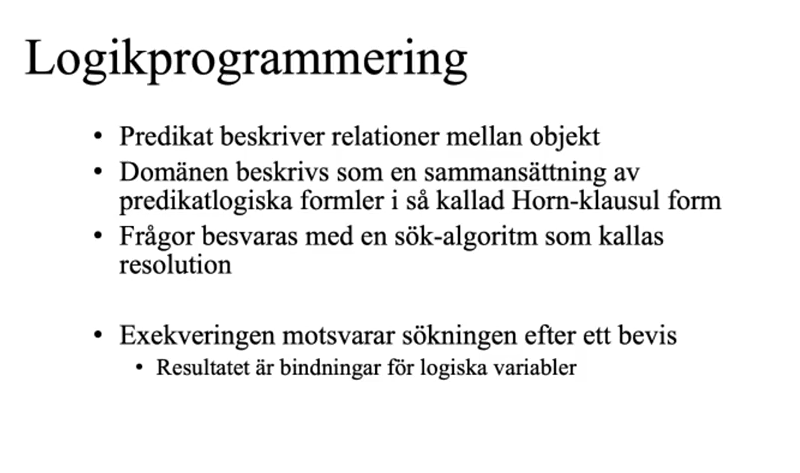 Logikprogrammering
• Predikat beskriver relationer mellan objekt
• Domänen beskrivs som en sammansättning av
predikatlogiska formler i så kallad Horn-klausul form
• Frågor besvaras med en sök-algoritm som kallas
resolution
• Exekveringen motsvarar sökningen efter ett bevis
• Resultatet är bindningar för logiska variabler